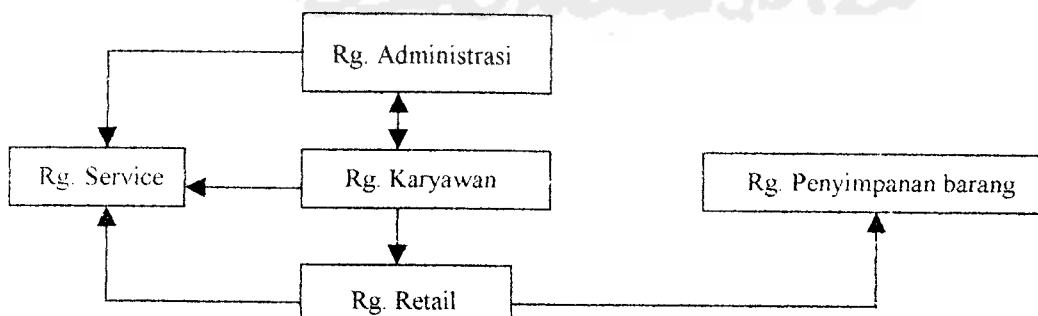 Rg. Administrasi
Rg. Service
Rg. Karyawan
Rg. Penyimpanan barang
Rg. Retail